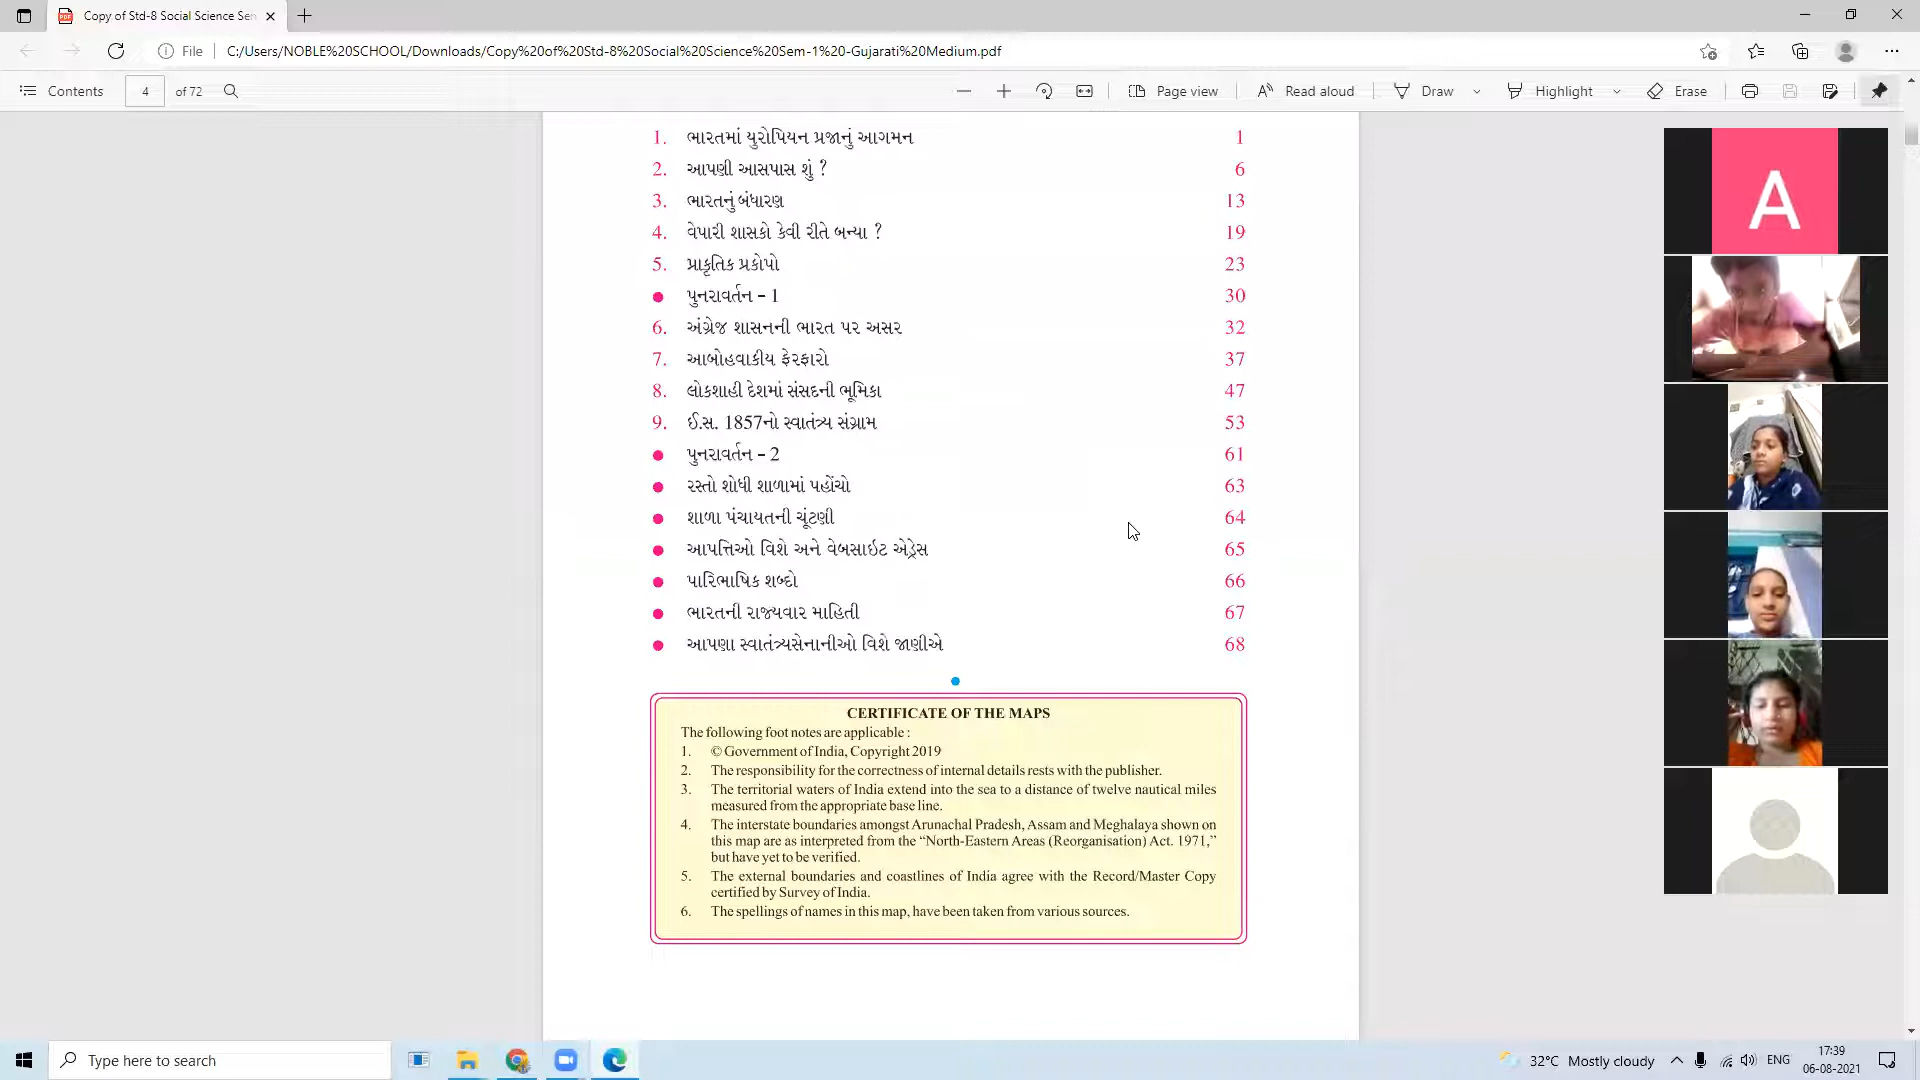 Copy of Std-8 Social Science Sen
File
C:/Users/NOBLE%20SCHOOL/Downloads/Copy%20of%20Std-8%20Social%20Science%20Sem-1%20-Gujarati%20Medium.pdf
Contents 4 of 72 Page view Read aloud Draw Highlight Erase
1. ભારતમાં યુરોપિયન પ્રજાનું આગમન 1
2. આપણી આસપાસ શું ? 6
3. ભારતનું બંધારણ 13
4. વેપારી શાસકો કેવી રીતે બન્યા ? 19
5. પ્રાકૃતિક પ્રકોપો 23
● પુનરાવર્તન – 1 30
6. અંગ્રેજ શાસનની ભારત પર અસર 32
7. આબોહવાકીય ફેરફારો 37
8. લોકશાહી દેશમાં સંસદની ભૂમિકા 47
9. ઈ.સ. 1857નો સ્વાતંત્ર્ય સંગ્રામ 53
● પુનરાવર્તન – 2 61
● રસ્તો શોધી શાળામાં પહોંચો 63
● શાળા પંચાયતની ચૂંટણી 64
● આપત્તિઓ વિશે અને વેબસાઇટ એડ્રેસ 65
● પારિભાષિક શબ્દો 66
● ભારતની રાજ્યવાર માહિતી 67
● આપણા સ્વાતંત્ર્યસેનાનીઓ વિશે જાણીએ 68
CERTIFICATE OF THE MAPS
The following foot notes are applicable :
1. © Government of India, Copyright 2019
2. The responsibility for the correctness of internal details rests with the publisher.
3. The territorial waters of India extend into the sea to a distance of twelve nautical miles
measured from the appropriate base line.
4. The interstate boundaries amongst Arunachal Pradesh, Assam and Meghalaya shown on
this map are as interpreted from the “North-Eastern Areas (Reorganisation) Act. 1971,”
but have yet to be verified.
5. The external boundaries and coastlines of India agree with the Record/Master Copy
certified by Survey of India.
6. The spellings of names in this map, have been taken from various sources.
A
Type here to search
32°C Mostly cloudy
ENG
17:39
06-08-2021